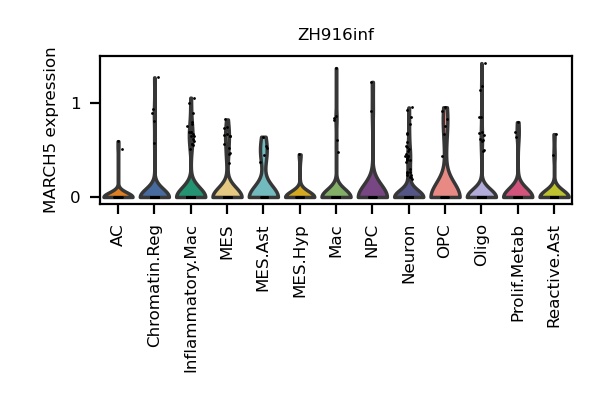 ZH916inf
MARCH5 expression
1
0
AC
Chromatin.Reg
Inflammatory.Mac
MES
MES.Ast
MES.Hyp
Mac
NPC
Neuron
OPC
Oligo
Prolif.Metab
Reactive.Ast